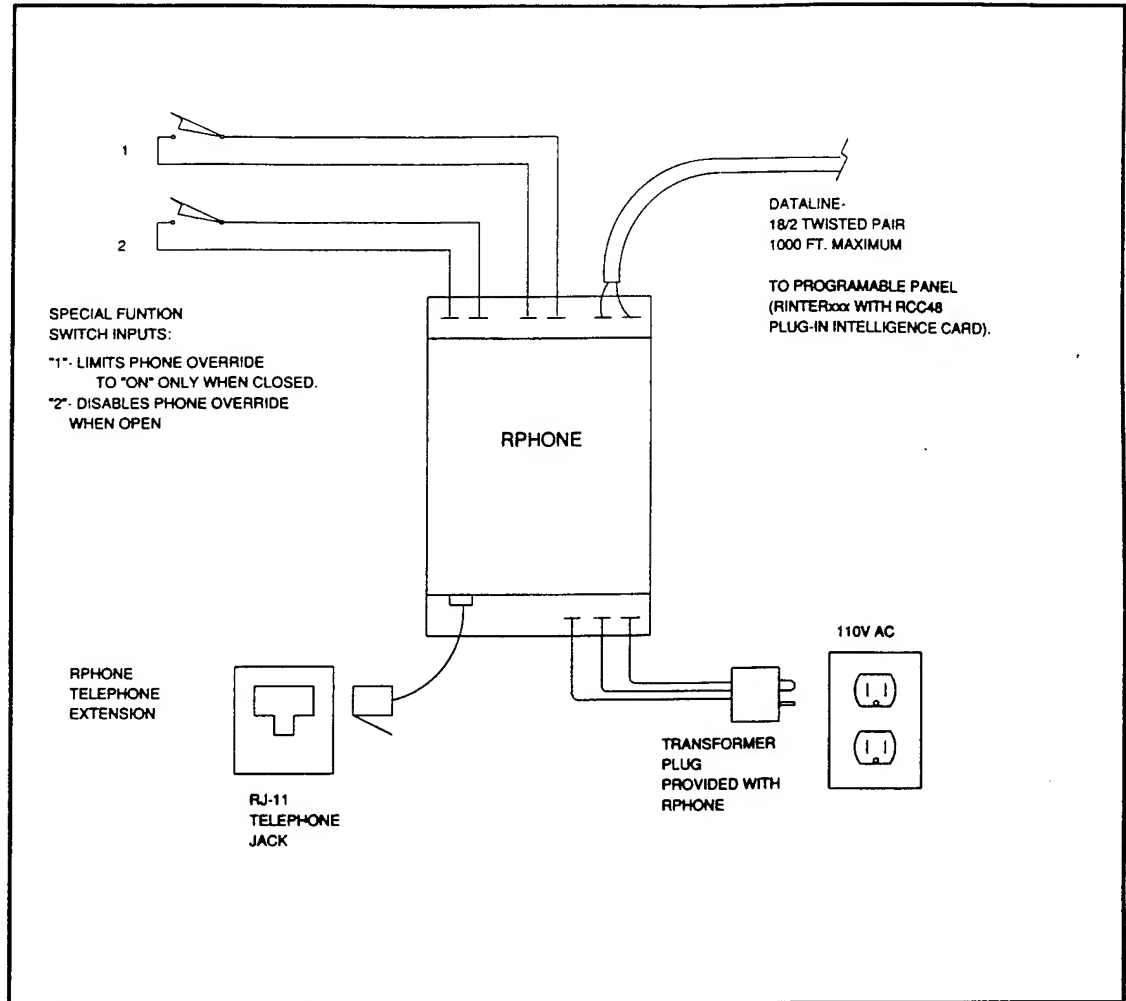 1
2
SPECIAL FUNTION
SWITCH INPUTS:
"1"- LIMITS PHONE OVERRIDE
TO "ON" ONLY WHEN CLOSED.
"2"- DISABLES PHONE OVERRIDE
WHEN OPEN
DATALINE-
18/2 TWISTED PAIR
1000 FT. MAXIMUM
TO PROGRAMABLE PANEL
(RINTERxxx WITH RCC48
PLUG-IN INTELLIGENCE CARD).
RPHONE
RPHONE
TELEPHONE
EXTENSION
RJ-11
TELEPHONE
JACK
TRANSFORMER
PLUG
PROVIDED WITH
RPHONE
110V AC